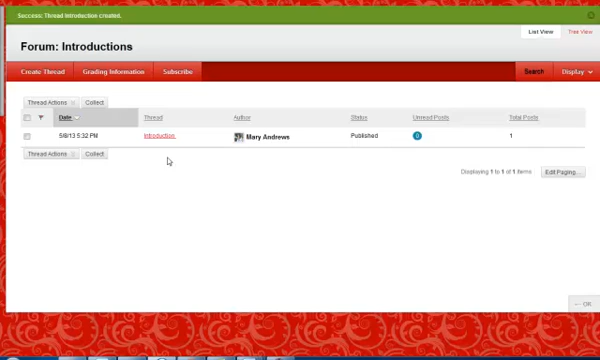 Success: Thread Introduction created.
List View
Tree View
Forum: Introductions
Create Thread
Grading Information
Subscribe
Search
Display
Thread Actions
Collect
Date
Thread
Author
Status
Unread Posts
Total Posts
5/8/13 5:32 PM
Introduction
Mary Andrews
Published
0
1
Thread Actions
Collect
Displaying 1 to 1 of 1 items
Edit Paging...
← OK